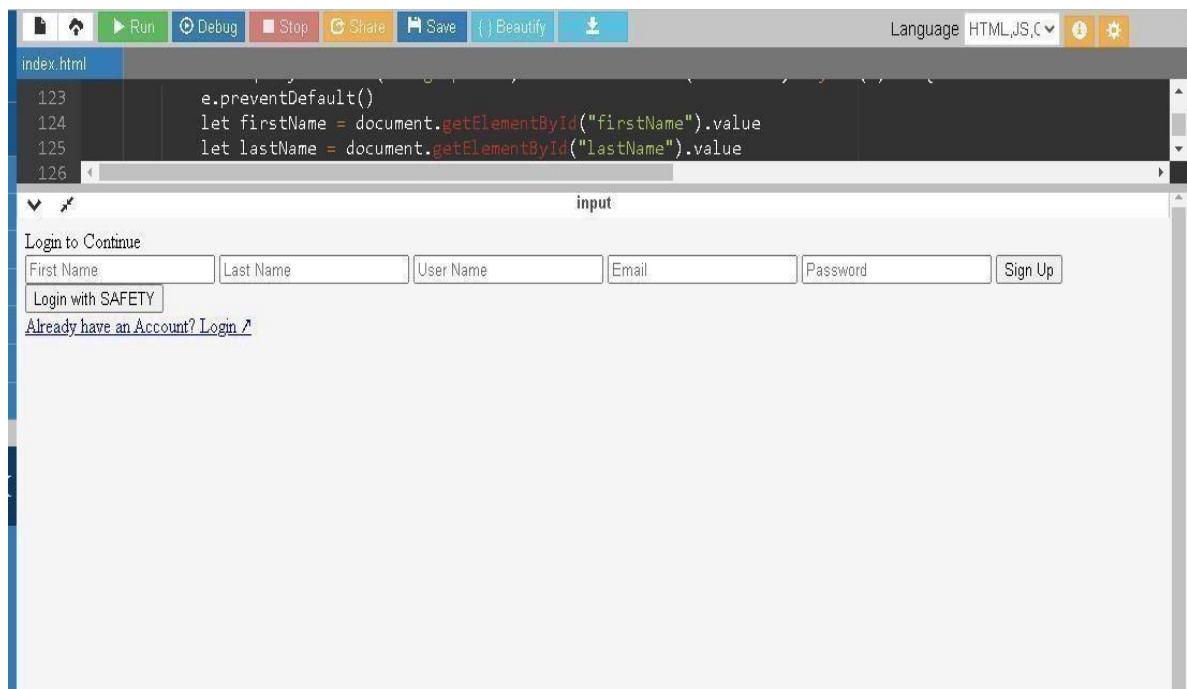 Run Debug Stop Share Save { } Beautify Language HTML,JS,C
index.html
123 e.preventDefault()
124 let firstName = document.getElementById("firstName").value
125 let lastName = document.getElementById("lastName").value
126
input
Login to Continue
First Name Last Name User Name Email Password Sign Up
Login with SAFETY
Already have an Account? Login ↗